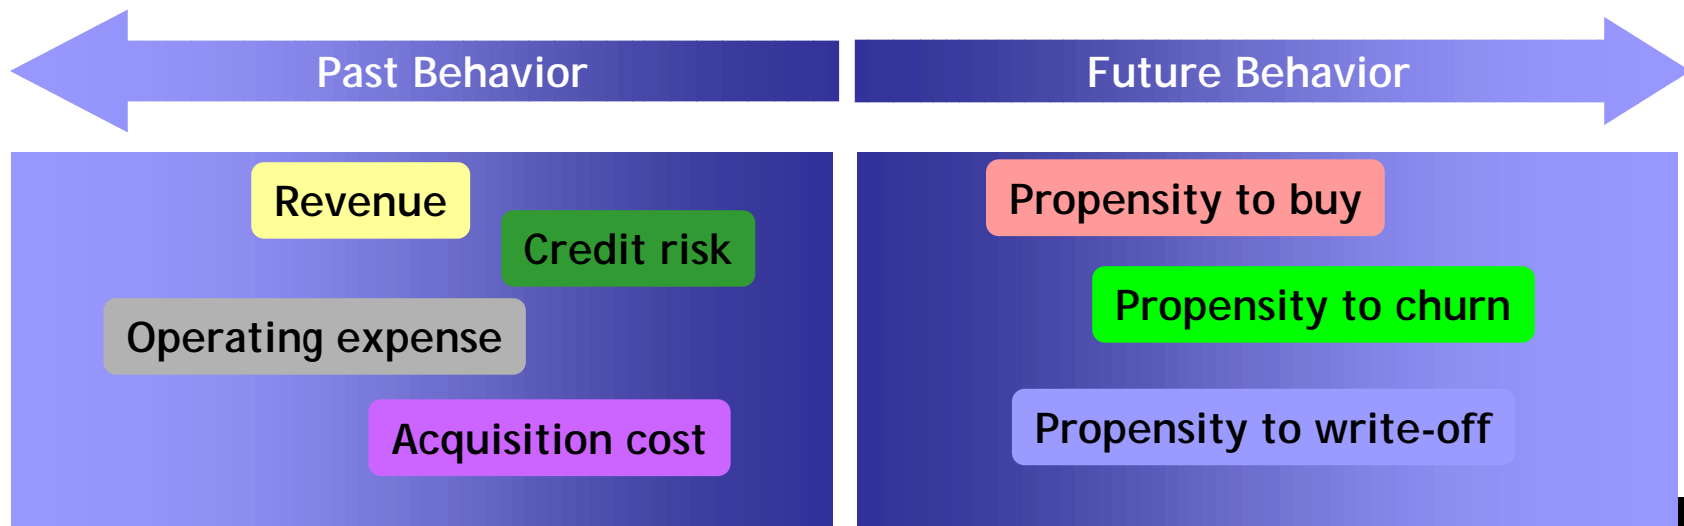 Past Behavior
Future Behavior
Revenue
Credit risk
Operating expense
Acquisition cost
Propensity to buy
Propensity to churn
Propensity to write-off